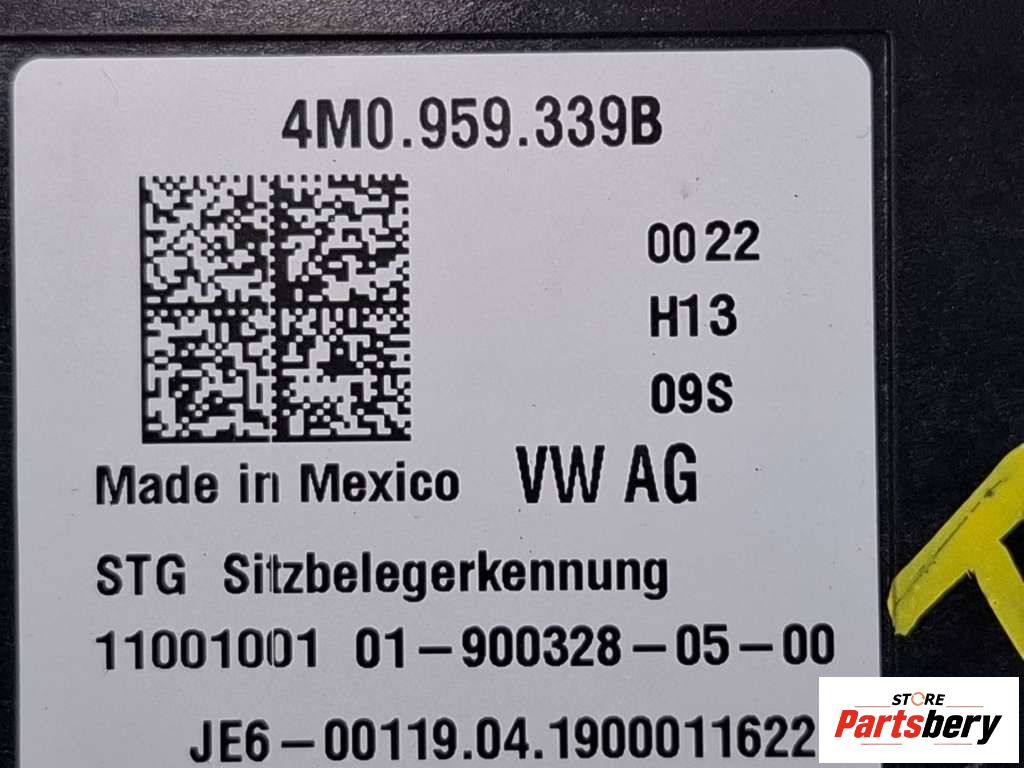 4M0.959.339B
0022
H13
09S
Made in Mexico VW AG
STG Sitzbelegerkennung
11001001 01-900328-05-00
JE6-00119.04.1900011622
STORE
Partsbery